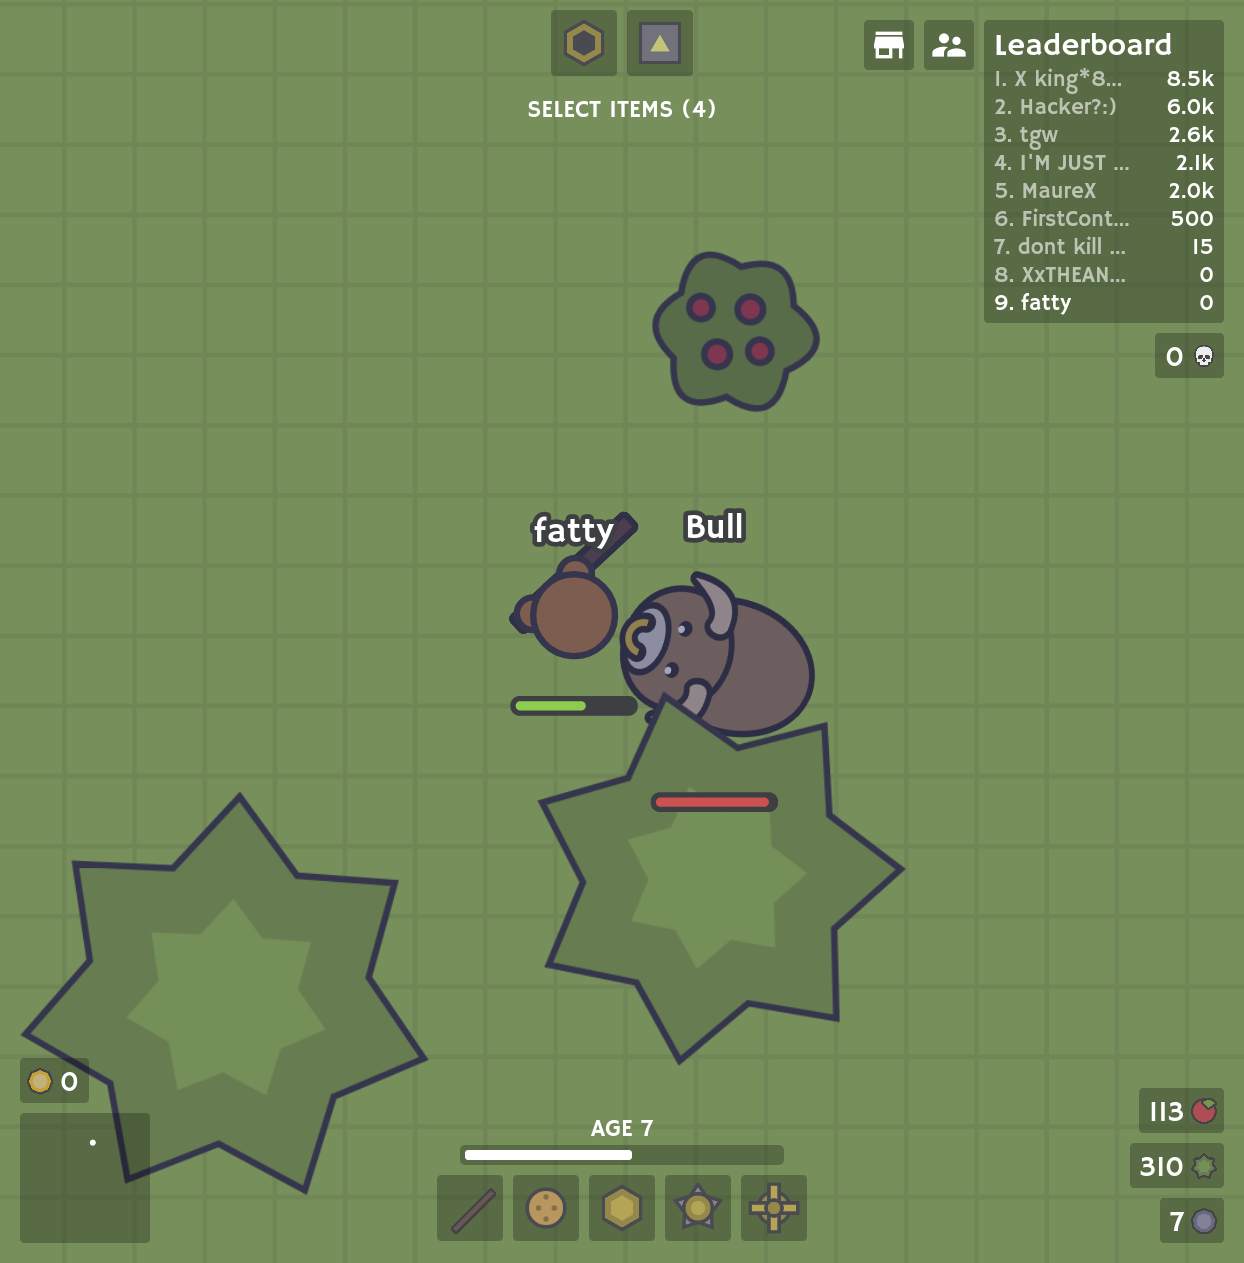 SELECT ITEMS (4)
Leaderboard
1. X king*8... 8.5k
2. Hacker?:) 6.0k
3. tgw 2.6k
4. I'M JUST ... 2.1k
5. MaureX 2.0k
6. FirstCont... 500
7. dont kill ... 15
8. XxTHEAN... 0
9. fatty 0
0
fatty
Bull
0
AGE 7
113
310
7